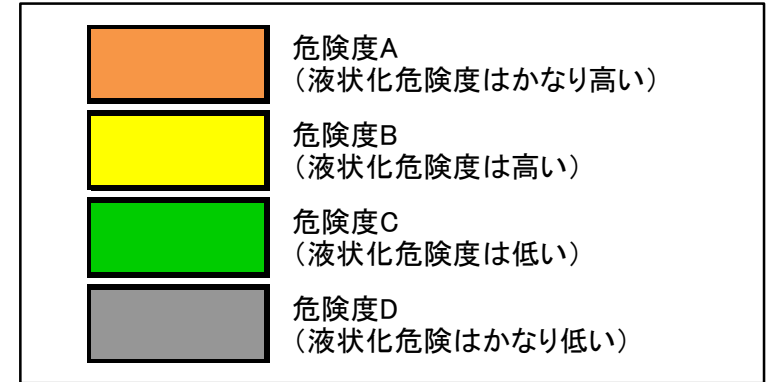 危険度A
（液状化危険度はかなり高い）
危険度B
（液状化危険度は高い）
危険度C
（液状化危険度は低い）
危険度D
（液状化危険はかなり低い）